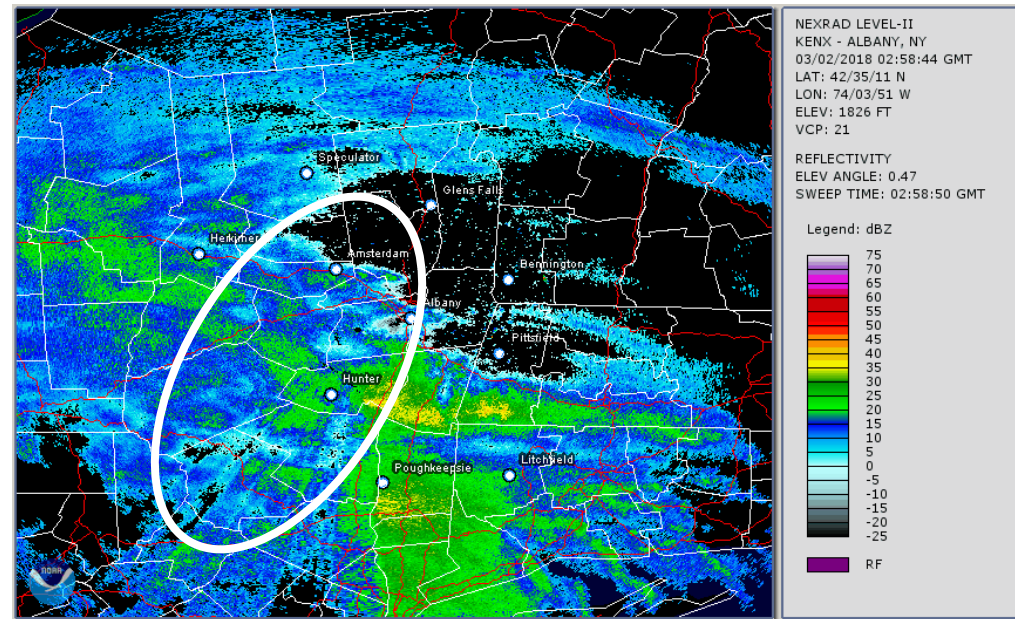 Speculator
Glens Falls
Herkimer
Amsterdam
Bennington
Albany
Pittsfield
Hunter
Poughkeepsie
Litchfield
NOAA
NEXRAD LEVEL-II
KENX - ALBANY, NY
03/02/2018 02:58:44 GMT
LAT: 42/35/11 N
LON: 74/03/51 W
ELEV: 1826 FT
VCP: 21
REFLECTIVITY
ELEV ANGLE: 0.47
SWEEP TIME: 02:58:50 GMT
Legend: dBZ
75
70
65
60
55
50
45
40
35
30
25
20
15
10
5
0
-5
-10
-15
-20
-25
RF